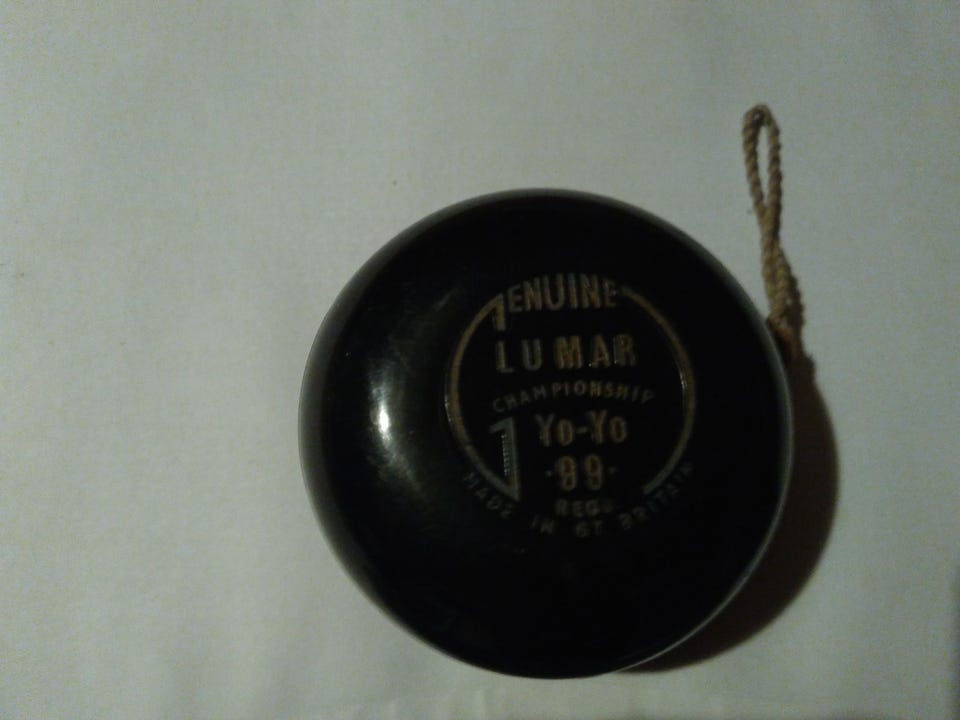 GENUINE
LUMAR
CHAMPIONSHIP
Yo-Yo
·99·
REGD
MADE IN GT. BRITAIN